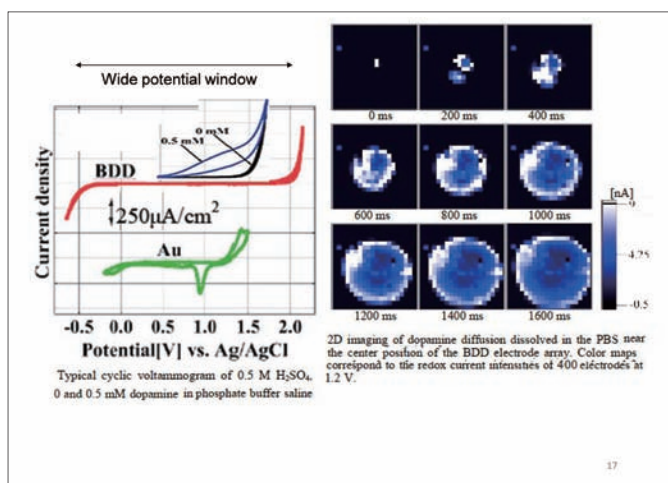 Wide potential window
0.5 mM
0 mM
BDD
250μA/cm²
Au
Current density
-0.5 0.0 0.5 1.0 1.5 2.0
Potential[V] vs. Ag/AgCl
Typical cyclic voltammogram of 0.5 M H₂SO₄,
0 and 0.5 mM dopamine in phosphate buffer saline
0 ms 200 ms 400 ms
600 ms 800 ms 1000 ms
1200 ms 1400 ms 1600 ms
[nA]
9
4.25
-0.5
2D imaging of dopamine diffusion dissolved in the PBS near
the center position of the BDD electrode array. Color maps
correspond to the redox current intensities of 400 electrodes at
1.2 V.
17